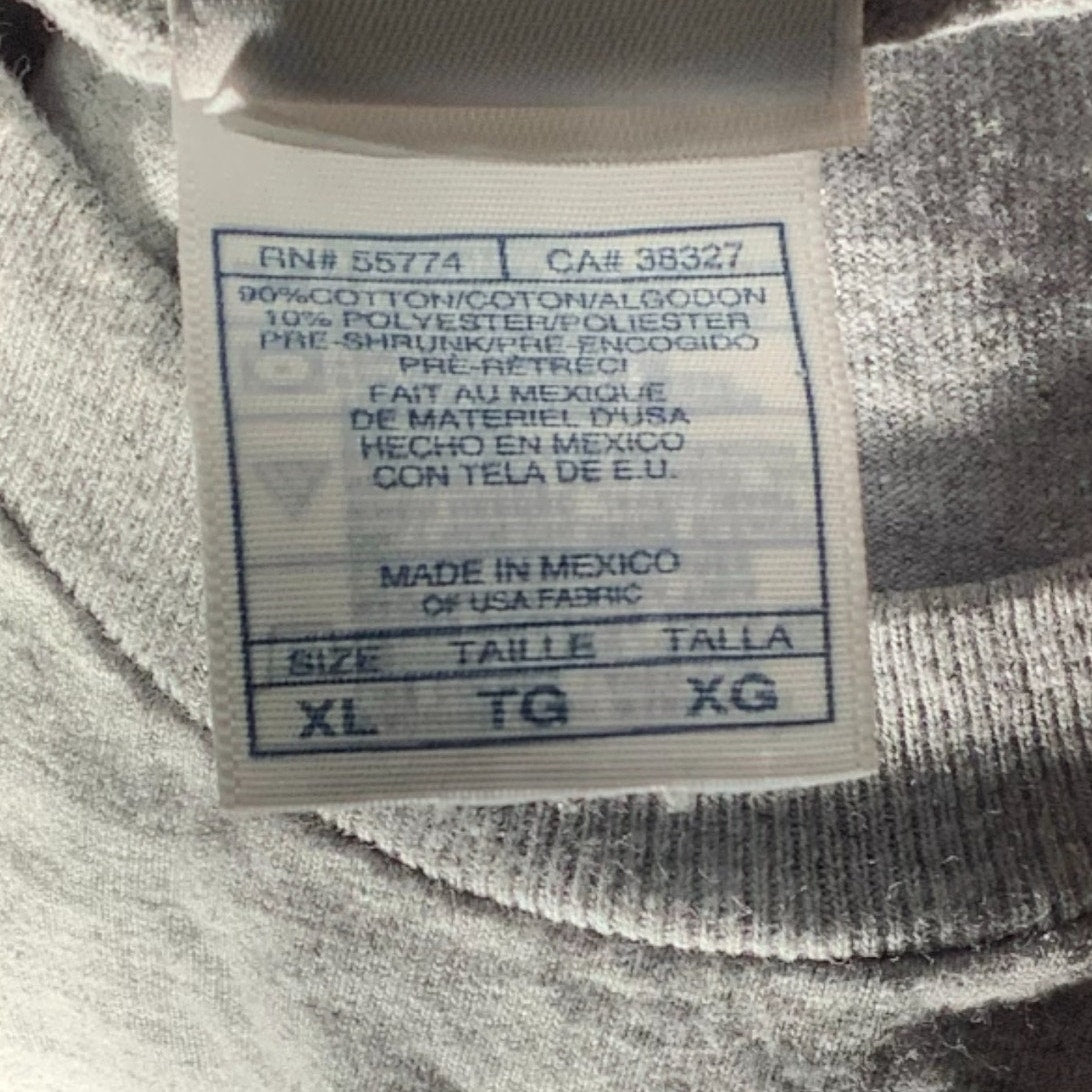 RN# 55774 CA# 38327
90%COTTON/COTON/ALGODON
10% POLYESTER/POLIESTER
PRE-SHRUNK/PRE-ENCOGIDO
PRÉ-RÉTRÉCI
FAIT AU MEXIQUE
DE MATERIEL D'USA
HECHO EN MEXICO
CON TELA DE E.U.
MADE IN MEXICO
OF USA FABRIC
SIZE TAILLE TALLA
XL TG XG